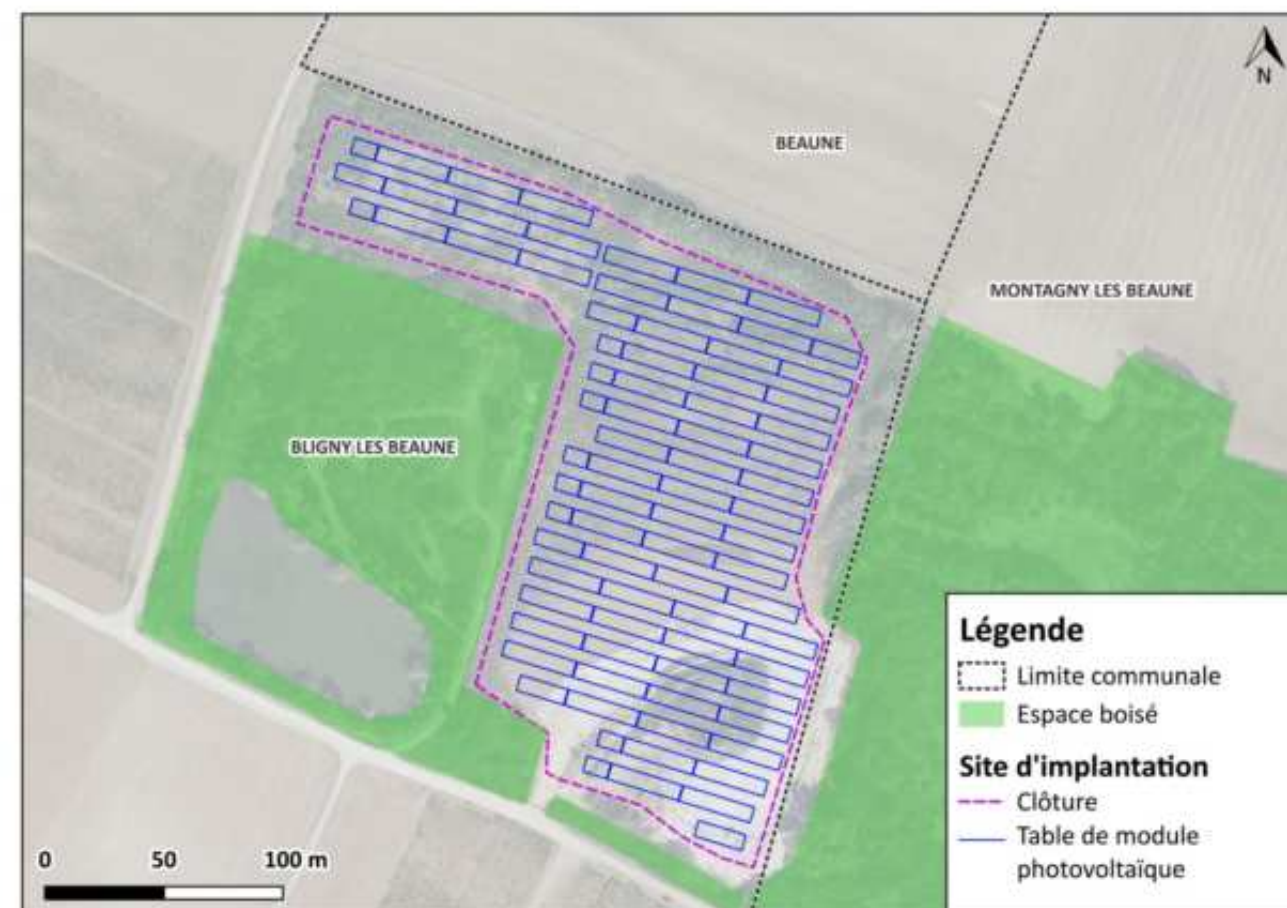 N
BEAUNE
MONTAGNY LES BEAUNE
BLIGNY LES BEAUNE
Légende
Limite communale
Espace boisé
Site d'implantation
Clôture
Table de module
photovoltaïque
0 50 100 m